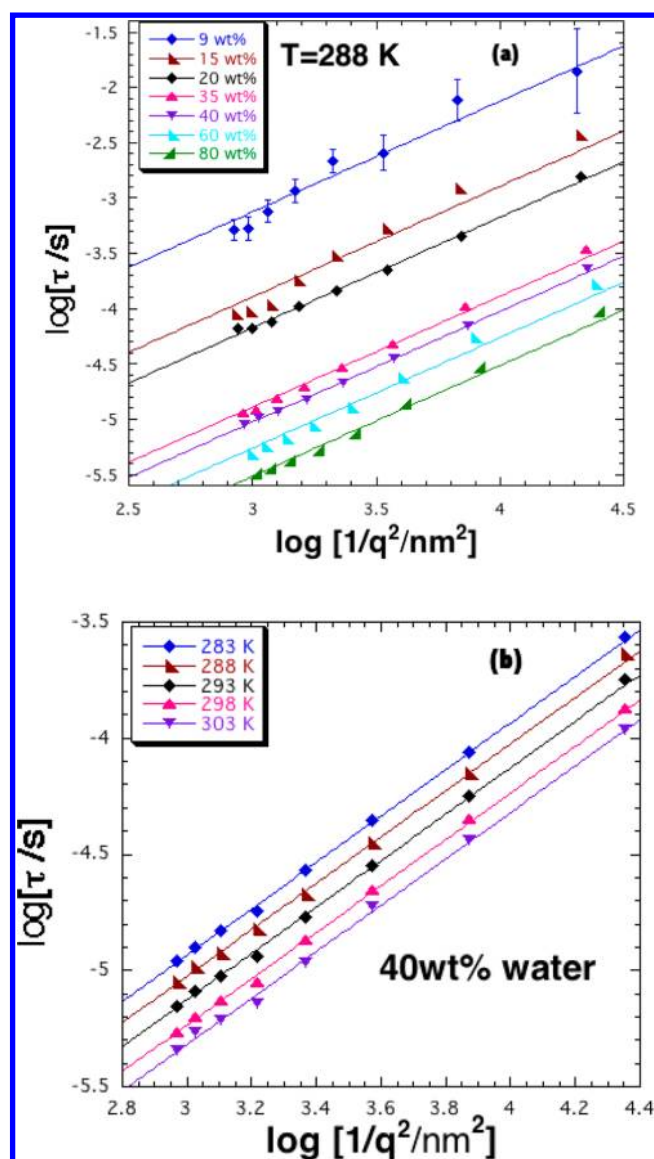 T=288 K
(a)
9 wt%
15 wt%
20 wt%
35 wt%
40 wt%
60 wt%
80 wt%
log[τ/s]
-1.5
-2
-2.5
-3
-3.5
-4
-4.5
-5
-5.5
2.5 3 3.5 4 4.5
log [1/q²/nm²]
(b)
283 K
288 K
293 K
298 K
303 K
log[τ/s]
-3.5
-4
-4.5
-5
-5.5
40wt% water
2.8 3 3.2 3.4 3.6 3.8 4 4.2 4.4
log [1/q²/nm²]